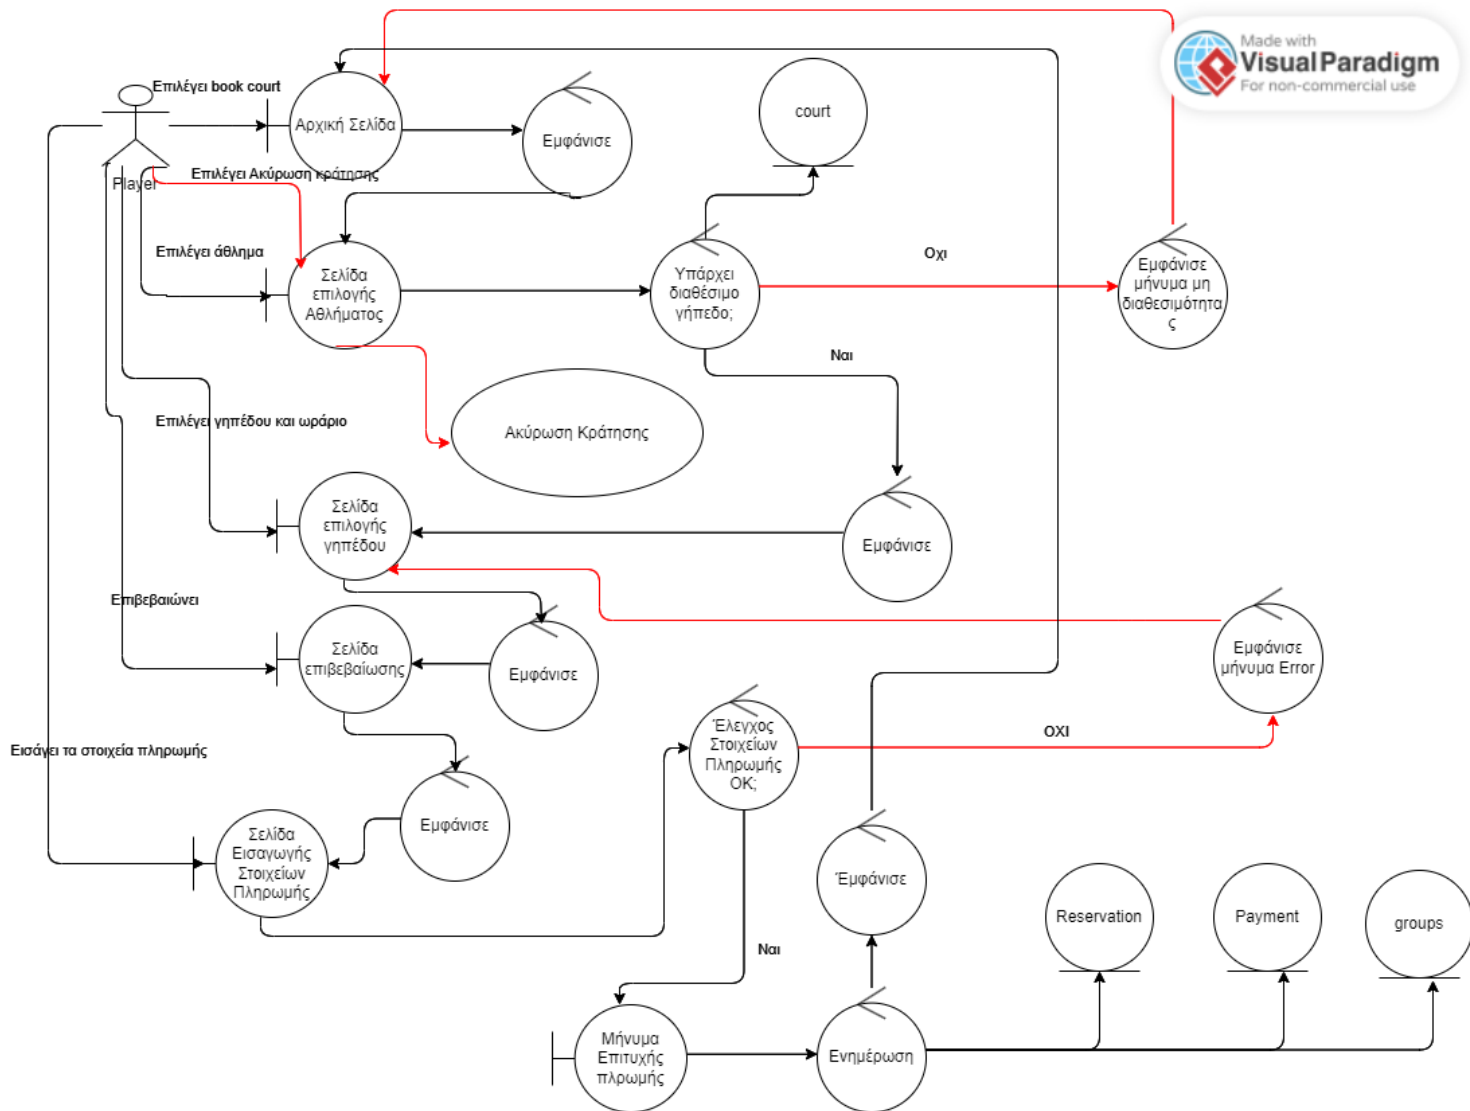 Made with
Visual Paradigm
For non-commercial use
Επιλέγει book court
Αρχική Σελίδα
Εμφάνισε
court
Player
Επιλέγει Ακύρωση κράτησης
Επιλέγει άθλημα
Σελίδα
επιλογής
Αθλήματος
Υπάρχει
διαθέσιμο
γήπεδο;
Οχι
Εμφάνισε
μήνυμα μη
διαθεσιμότητα
ς
Ναι
Επιλέγει γηπέδου και ωράριο
Ακύρωση Κράτησης
Σελίδα
επιλογής
γηπέδου
Εμφάνισε
Επιβεβαιώνει
Σελίδα
επιβεβαίωσης
Εμφάνισε
Εμφάνισε
μήνυμα Error
Εισάγει τα στοιχεία πληρωμής
Έλεγχος
Στοιχείων
Πληρωμής
OK;
ΟΧΙ
Εμφάνισε
Σελίδα
Εισαγωγής
Στοιχείων
Πληρωμής
Έμφάνισε
Reservation
Payment
groups
Ναι
Μήνυμα
Επιτυχής
πλρωμής
Ενημέρωση